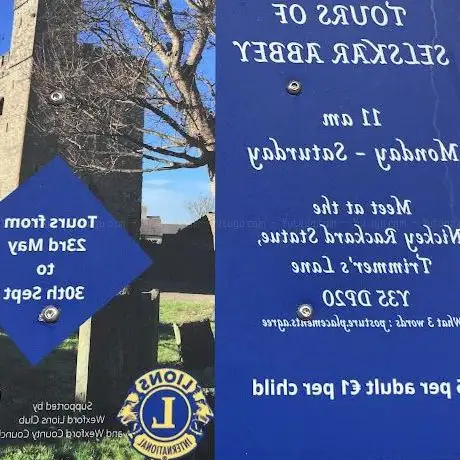 TOURS OF
SELSKAR ABBEY
11 am
Monday – Saturday
Meet at the
Nickey Rackard Statue,
Trimmer's Lane
Y35 DP20
What 3 words : posture.placements.agree
per adult €1 per child
Tours from
23rd May
to
30th Sept
LIONS
L
INTERNATIONAL
Supported by
Wexford Lions Club
and Wexford County Council